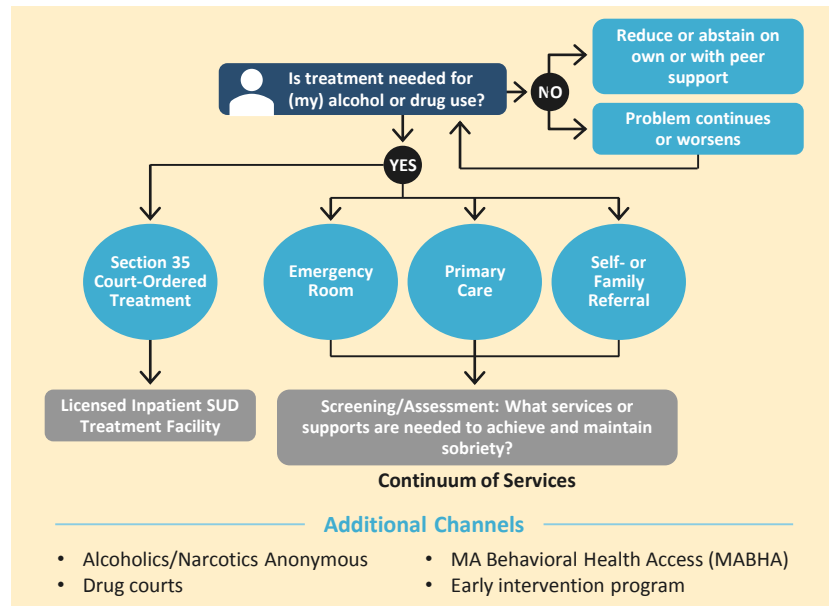 Is treatment needed for
(my) alcohol or drug use?
NO
Reduce or abstain on
own or with peer
support
Problem continues
or worsens
YES
Section 35
Court-Ordered
Treatment
Emergency
Room
Primary
Care
Self- or
Family
Referral
Licensed Inpatient SUD
Treatment Facility
Screening/Assessment: What services or
supports are needed to achieve and maintain
sobriety?
Continuum of Services
Additional Channels
• Alcoholics/Narcotics Anonymous
• Drug courts
• MA Behavioral Health Access (MABHA)
• Early intervention program